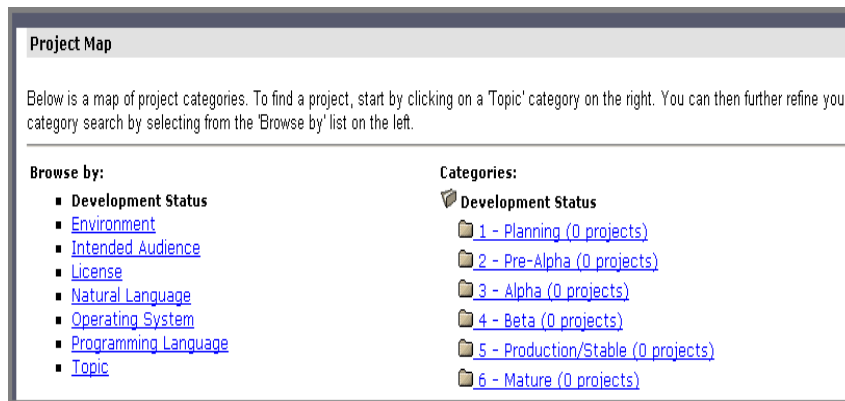 Project Map
Below is a map of project categories. To find a project, start by clicking on a 'Topic' category on the right. You can then further refine you
category search by selecting from the 'Browse by' list on the left.
Browse by:
Development Status
Environment
Intended Audience
License
Natural Language
Operating System
Programming Language
Topic
Categories:
Development Status
1 - Planning (0 projects)
2 - Pre-Alpha (0 projects)
3 - Alpha (0 projects)
4 - Beta (0 projects)
5 - Production/Stable (0 projects)
6 - Mature (0 projects)